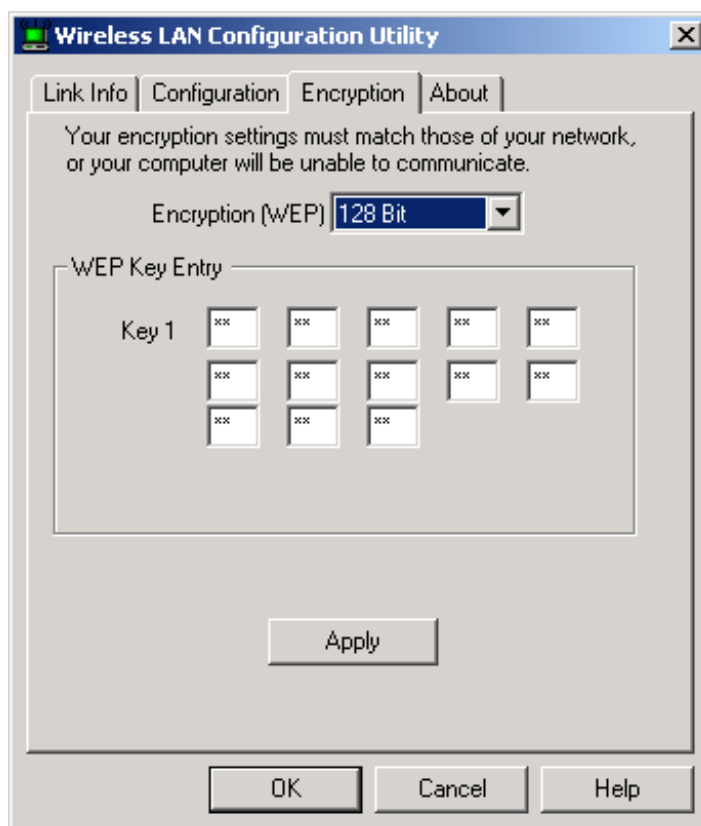 Wireless LAN Configuration Utility
Link Info Configuration Encryption About
Your encryption settings must match those of your network,
or your computer will be unable to communicate.
Encryption (WEP) 128 Bit
WEP Key Entry
Key 1 ** ** ** ** **
** ** ** ** **
** ** **
Apply
OK Cancel Help